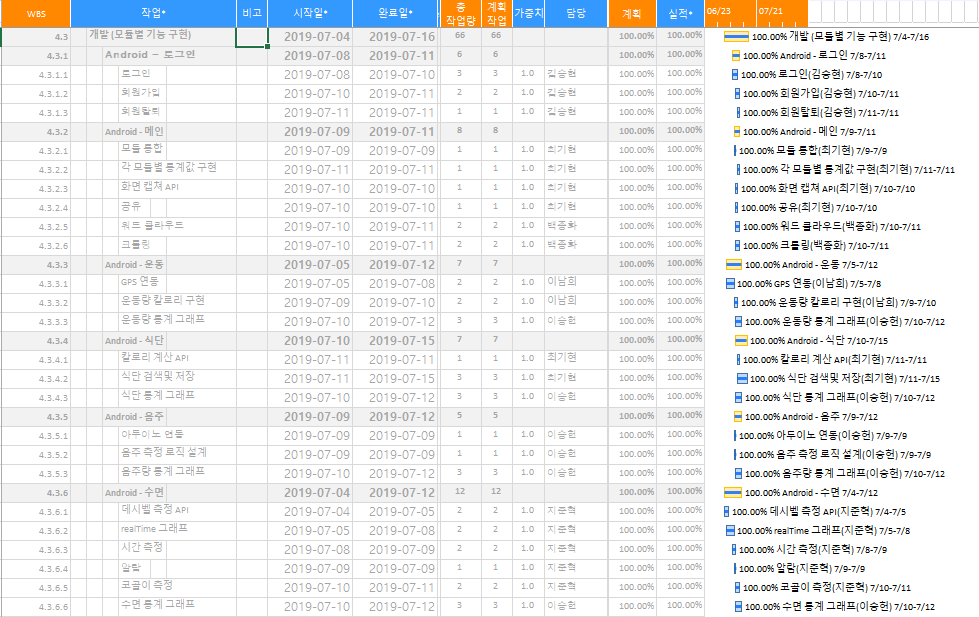 WBS 작업* 비고 시작일* 완료일* 총 작업량 계획 작업 가중치 담당 계획 실적* 06/23 07/21
4.3 개발 (모듈별 기능 구현) 2019-07-04 2019-07-16 66 66 100.00% 100.00% 100.00% 개발 (모듈별 기능 구현) 7/4-7/16
4.3.1 Android - 로그인 2019-07-08 2019-07-11 6 6 100.00% 100.00% 100.00% Android - 로그인 7/8-7/11
4.3.1.1 로그인 2019-07-08 2019-07-10 3 3 1.0 김승현 100.00% 100.00% 100.00% 로그인(김승현) 7/8-7/10
4.3.1.2 회원가입 2019-07-10 2019-07-11 2 2 1.0 김승현 100.00% 100.00% 100.00% 회원가입(김승현) 7/10-7/11
4.3.1.3 회원탈퇴 2019-07-11 2019-07-11 1 1 1.0 김승현 100.00% 100.00% 100.00% 회원탈퇴(김승현) 7/11-7/11
4.3.2 Android - 메인 2019-07-09 2019-07-11 8 8 100.00% 100.00% 100.00% Android - 메인 7/9-7/11
4.3.2.1 모듈 통합 2019-07-09 2019-07-09 1 1 1.0 최기현 100.00% 100.00% 100.00% 모듈 통합(최기현) 7/9-7/9
4.3.2.2 각 모듈별 통계값 구현 2019-07-11 2019-07-11 1 1 1.0 최기현 100.00% 100.00% 100.00% 각 모듈별 통계값 구현(최기현) 7/11-7/11
4.3.2.3 화면 캡쳐 API 2019-07-10 2019-07-10 1 1 1.0 최기현 100.00% 100.00% 100.00% 화면 캡쳐 API(최기현) 7/10-7/10
4.3.2.4 공유 2019-07-10 2019-07-10 1 1 1.0 최기현 100.00% 100.00% 100.00% 공유(최기현) 7/10-7/10
4.3.2.5 워드 클라우드 2019-07-10 2019-07-11 2 2 1.0 백종화 100.00% 100.00% 100.00% 워드 클라우드(백종화) 7/10-7/11
4.3.2.6 크롤링 2019-07-10 2019-07-11 2 2 1.0 백종화 100.00% 100.00% 100.00% 크롤링(백종화) 7/10-7/11
4.3.3 Android - 운동 2019-07-05 2019-07-12 7 7 100.00% 100.00% 100.00% Android - 운동 7/5-7/12
4.3.3.1 GPS 연동 2019-07-05 2019-07-08 2 2 1.0 이남희 100.00% 100.00% 100.00% GPS 연동(이남희) 7/5-7/8
4.3.3.2 운동량 칼로리 구현 2019-07-09 2019-07-10 2 2 1.0 이남희 100.00% 100.00% 100.00% 운동량 칼로리 구현(이남희) 7/9-7/10
4.3.3.3 운동량 통계 그래프 2019-07-10 2019-07-12 3 3 1.0 이승헌 100.00% 100.00% 100.00% 운동량 통계 그래프(이승헌) 7/10-7/12
4.3.4 Android - 식단 2019-07-10 2019-07-15 7 7 100.00% 100.00% 100.00% Android - 식단 7/10-7/15
4.3.4.1 칼로리 계산 API 2019-07-11 2019-07-11 1 1 1.0 최기현 100.00% 100.00% 100.00% 칼로리 계산 API(최기현) 7/11-7/11
4.3.4.2 식단 검색및 저장 2019-07-11 2019-07-15 3 3 1.0 최기현 100.00% 100.00% 100.00% 식단 검색및 저장(최기현) 7/11-7/15
4.3.4.3 식단 통계 그래프 2019-07-10 2019-07-12 3 3 1.0 이승헌 100.00% 100.00% 100.00% 식단 통계 그래프(이승헌) 7/10-7/12
4.3.5 Android - 음주 2019-07-09 2019-07-12 5 5 100.00% 100.00% 100.00% Android - 음주 7/9-7/12
4.3.5.1 아두이노 연동 2019-07-09 2019-07-09 1 1 1.0 이승헌 100.00% 100.00% 100.00% 아두이노 연동(이승헌) 7/9-7/9
4.3.5.2 음주 측정 로직 설계 2019-07-09 2019-07-09 1 1 1.0 이승헌 100.00% 100.00% 100.00% 음주 측정 로직 설계(이승헌) 7/9-7/9
4.3.5.3 음주량 통계 그래프 2019-07-10 2019-07-12 3 3 1.0 이승헌 100.00% 100.00% 100.00% 음주량 통계 그래프(이승헌) 7/10-7/12
4.3.6 Android - 수면 2019-07-04 2019-07-12 12 12 100.00% 100.00% 100.00% Android - 수면 7/4-7/12
4.3.6.1 데시벨 측정 API 2019-07-04 2019-07-05 2 2 1.0 지준혁 100.00% 100.00% 100.00% 데시벨 측정 API(지준혁) 7/4-7/5
4.3.6.2 realTime 그래프 2019-07-05 2019-07-08 2 2 1.0 지준혁 100.00% 100.00% 100.00% realTime 그래프(지준혁) 7/5-7/8
4.3.6.3 시간 측정 2019-07-08 2019-07-09 2 2 1.0 지준혁 100.00% 100.00% 100.00% 시간 측정(지준혁) 7/8-7/9
4.3.6.4 알람 2019-07-09 2019-07-09 1 1 1.0 지준혁 100.00% 100.00% 100.00% 알람(지준혁) 7/9-7/9
4.3.6.5 코골이 측정 2019-07-10 2019-07-11 2 2 1.0 지준혁 100.00% 100.00% 100.00% 코골이 측정(지준혁) 7/10-7/11
4.3.6.6 수면 통계 그래프 2019-07-10 2019-07-12 3 3 1.0 이승헌 100.00% 100.00% 100.00% 수면 통계 그래프(이승헌) 7/10-7/12